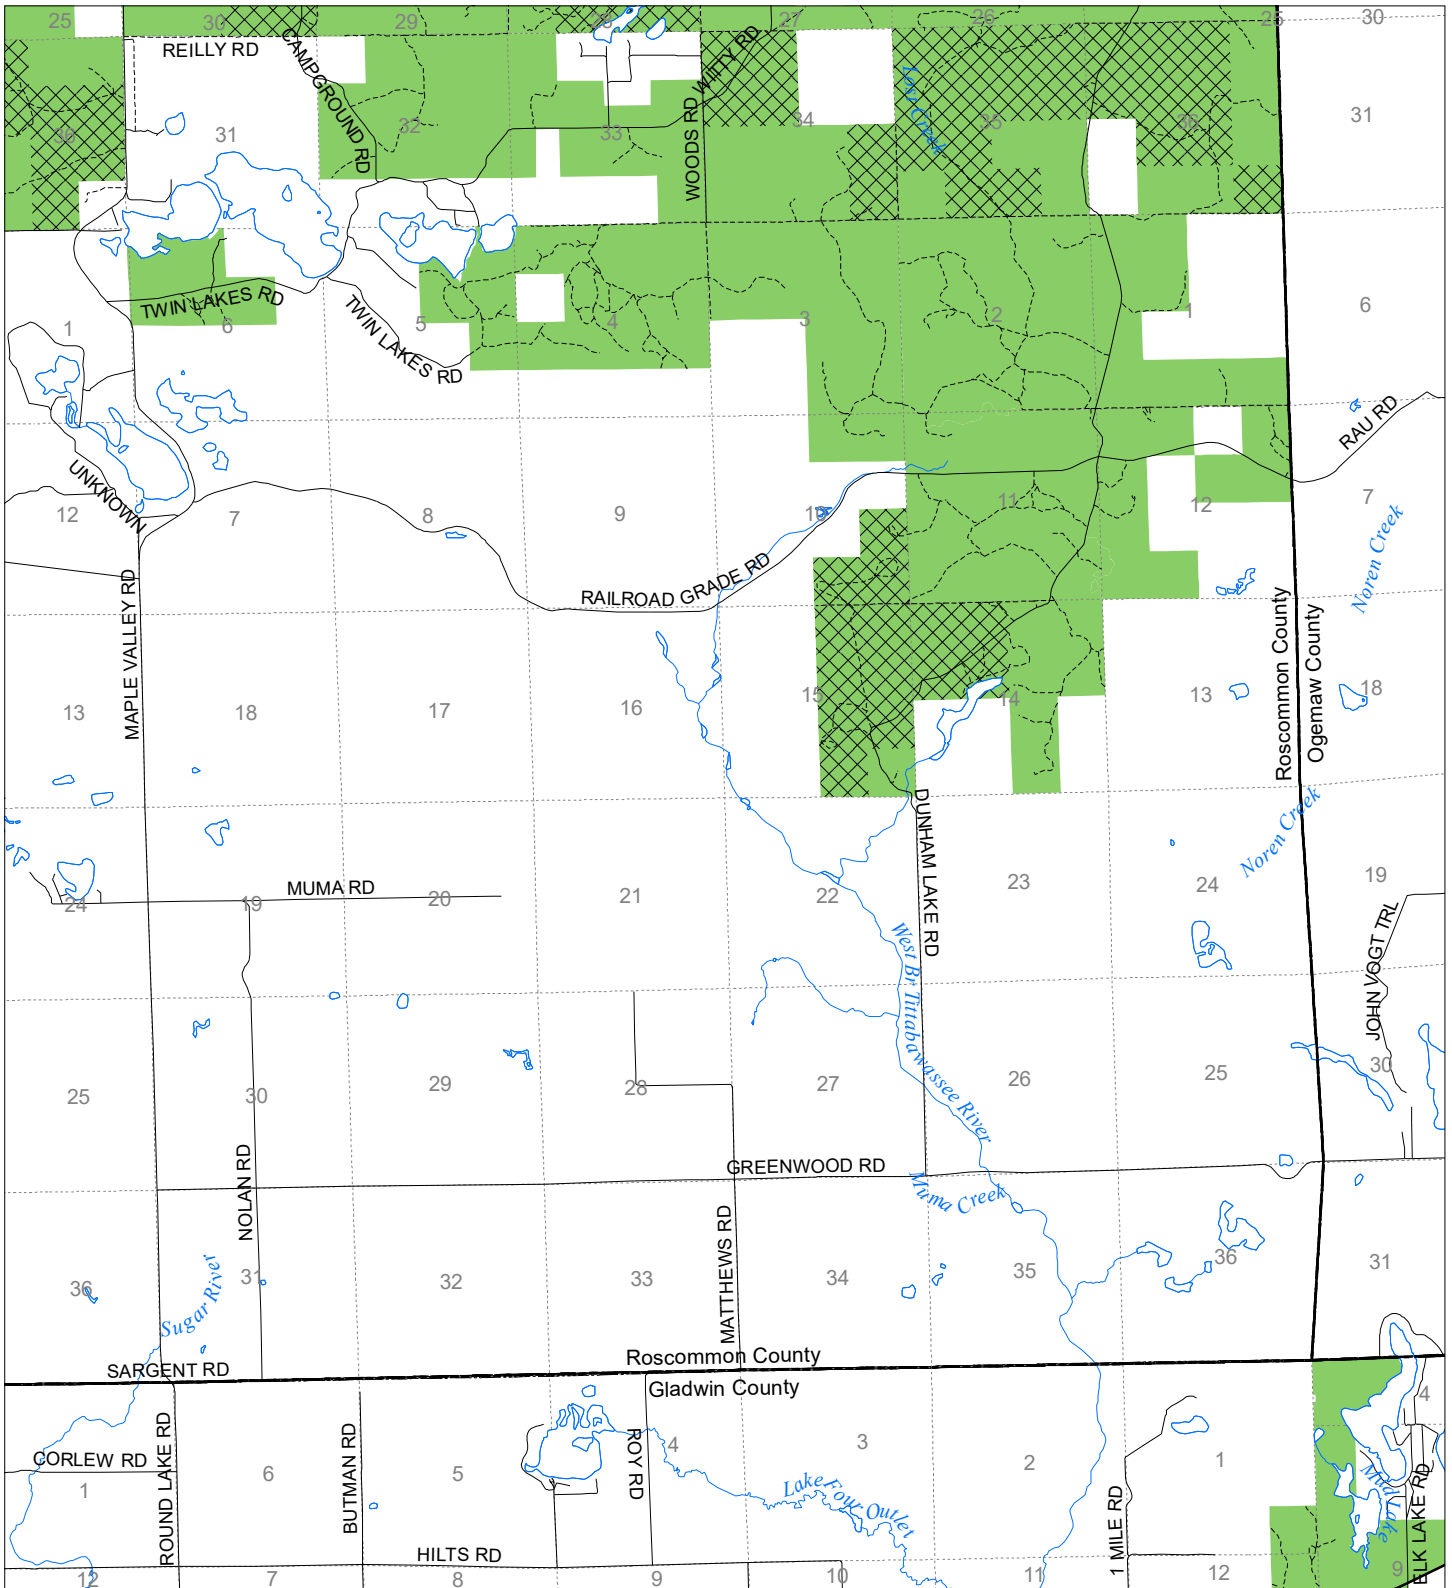 25
30
29
28
27
26
25
30
REILLY RD
CAMPGROUND RD
WITTY RD
WOODS RD
Lost Creek
36
31
32
33
34
35
36
31
TWIN LAKES RD
TWIN LAKES RD
1
6
5
4
3
2
1
6
RAU RD
UNKNOWN
12
7
8
9
10
11
12
7
Noren Creek
RAILROAD GRADE RD
MAPLE VALLEY RD
Roscommon County
Ogemaw County
13
18
17
16
15
14
13
18
DUNHAM LAKE RD
Noren Creek
MUMA RD
24
19
20
21
22
23
24
19
JOHN VOGT TRL
West Br Tittabawassee River
25
30
29
28
27
26
25
30
NOLAN RD
GREENWOOD RD
Muma Creek
MATTHEWS RD
36
31
32
33
34
35
36
31
Sugar River
SARGENT RD
Roscommon County
Gladwin County
ROUND LAKE RD
CORLEW RD
BUTMAN RD
ROY RD
1
6
5
4
3
2
1
4
Lake Four Outlet
Mud Lake
1 MILE RD
ELK LAKE RD
HILTS RD
12
7
8
9
10
11
12
9